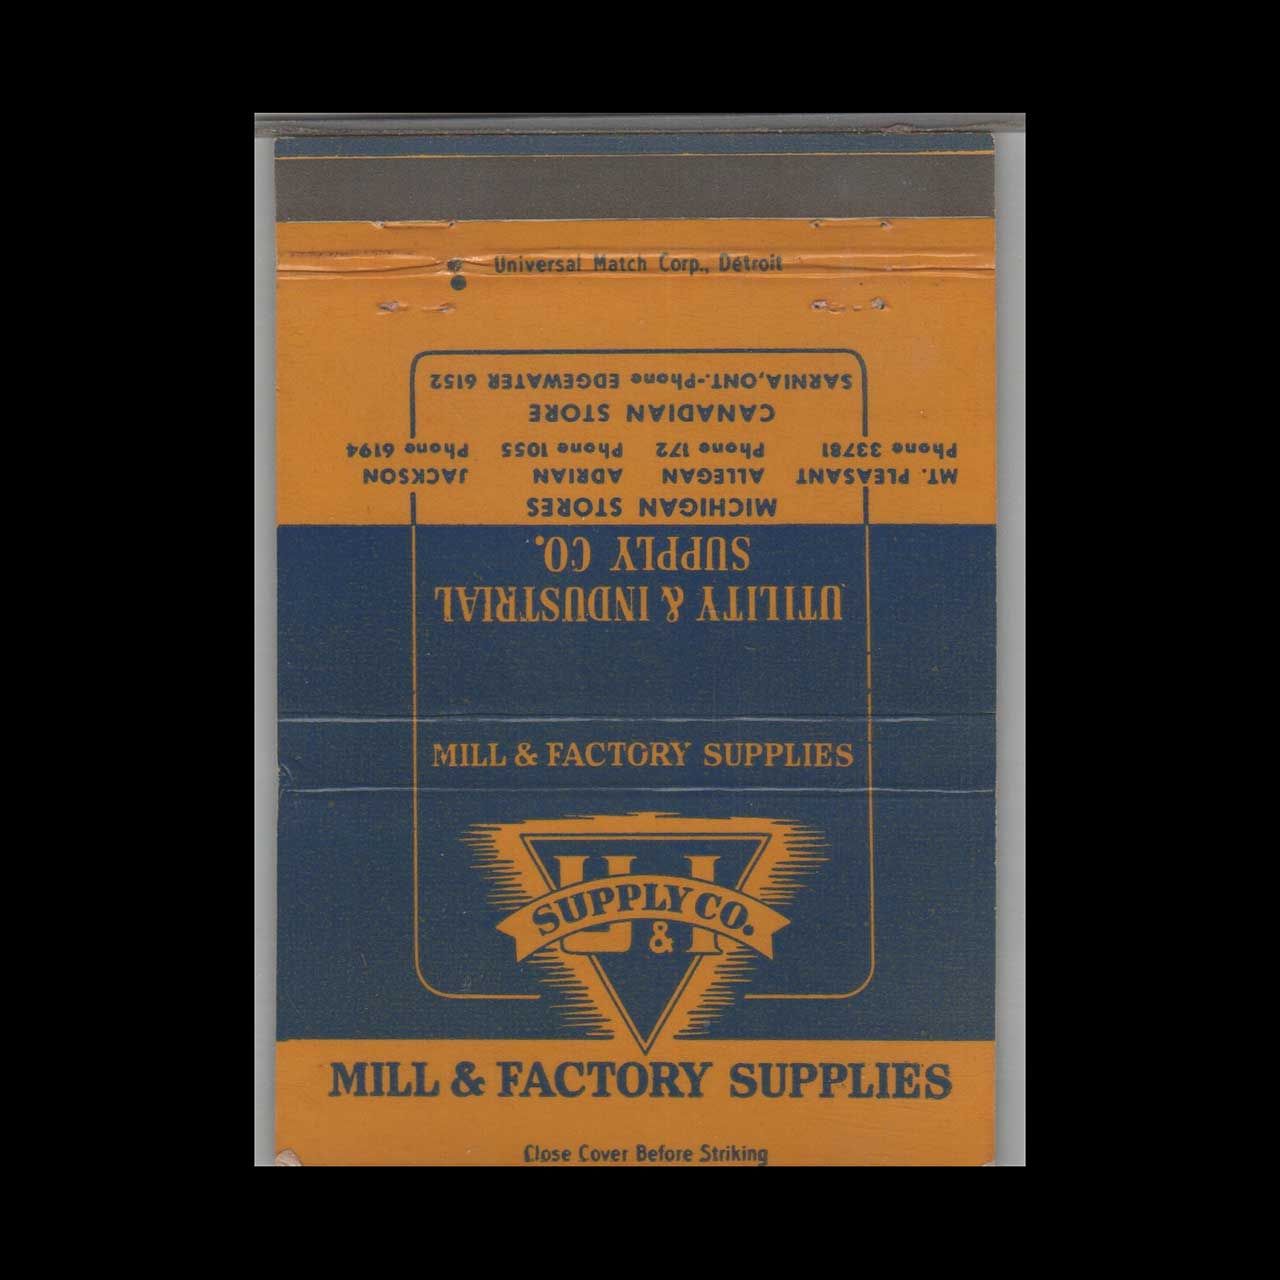 Universal Match Corp., Detroit
UTILITY & INDUSTRIAL
SUPPLY CO.
MICHIGAN STORES
MT. PLEASANT ALLEGAN ADRIAN JACKSON
Phone 33781 Phone 172 Phone 1055 Phone 6194
CANADIAN STORE
SARNIA, ONT.-Phone EDGEWATER 6152
MILL & FACTORY SUPPLIES
U & I
SUPPLY CO.
MILL & FACTORY SUPPLIES
Close Cover Before Striking